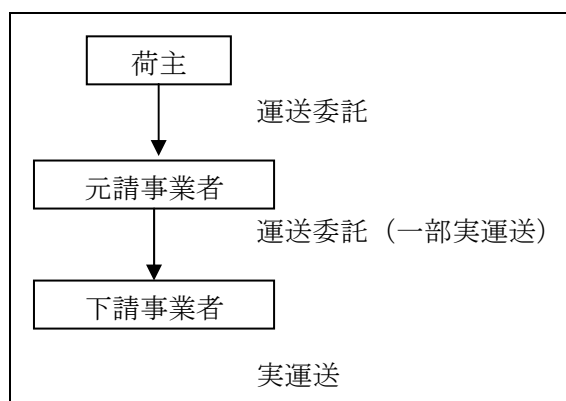 荷主
運送委託
元請事業者
運送委託（一部実運送）
下請事業者
実運送